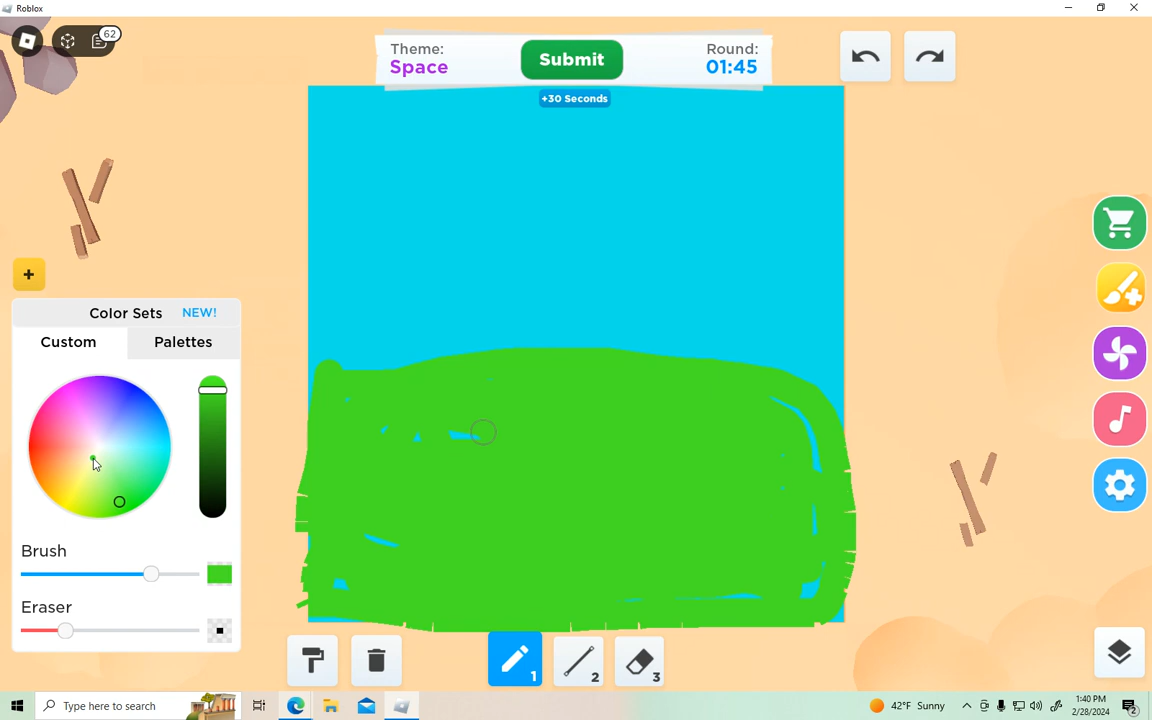 Roblox
62
Theme:
Space
Submit
Round:
01:45
+30 Seconds
+
Color Sets NEW!
Custom Palettes
Brush
Eraser
1
2
3
Type here to search
42°F Sunny
1:40 PM
2/28/2024
2